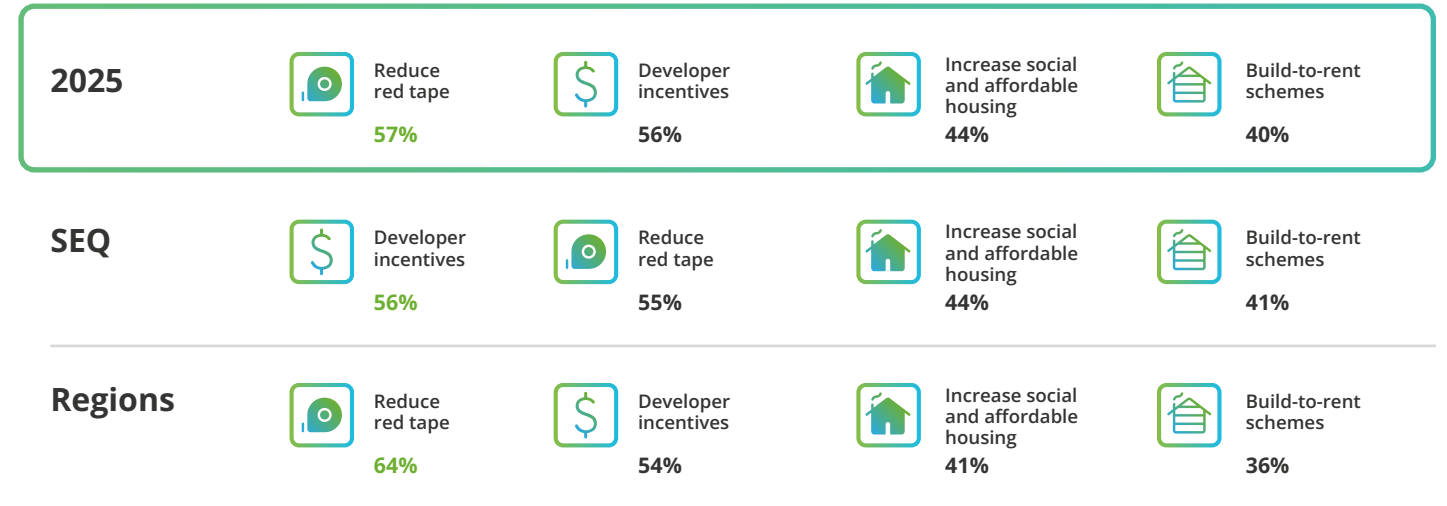 2025
Reduce
red tape
57%
Developer
incentives
56%
Increase social
and affordable
housing
44%
Build-to-rent
schemes
40%
SEQ
Developer
incentives
56%
Reduce
red tape
55%
Increase social
and affordable
housing
44%
Build-to-rent
schemes
41%
Regions
Reduce
red tape
64%
Developer
incentives
54%
Increase social
and affordable
housing
41%
Build-to-rent
schemes
36%